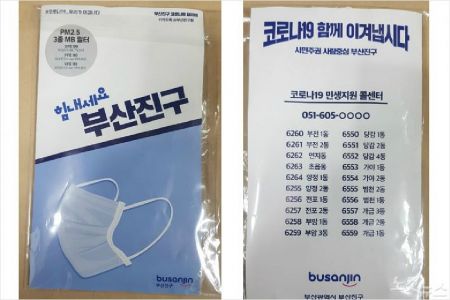 PM2.5
3중 MB 필터
힘내세요
부산진구
busanjin
부산진구
코로나19 함께 이겨냅시다
시민주권 사람중심 부산진구
코로나19 민생지원 콜센터
051-605-○○○○
6260 부전 1동 6550 당감 1동
6261 부전 2동 6551 당감 2동
6262 연지동 6552 당감 4동
6263 초읍동 6553 가야 1동
6264 양정 1동 6554 가야 2동
6255 양정 2동 6555 범천 1동
6256 전포 1동 6556 범천 2동
6257 전포 2동 6557 개금 3동
6258 부암 1동 6558 개금 2동
6259 부암 3동 6559 개금 1동
busanjin
부산광역시 부산진구
노컷뉴스